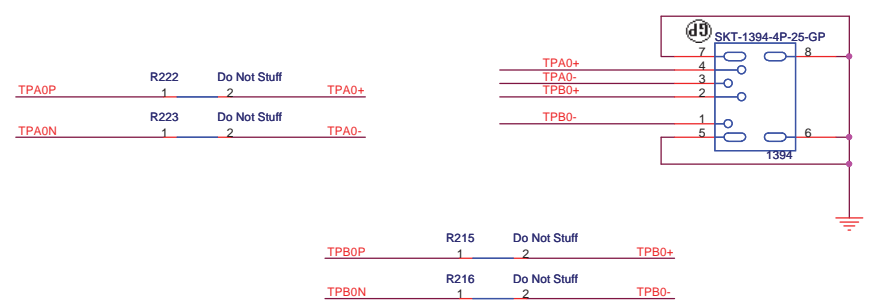 GP
SKT-1394-4P-25-GP
7
8
TPA0+
4
TPA0-
3
TPB0+
2
TPB0-
1
5
6
1394
R222
Do Not Stuff
TPA0P
1
2
TPA0+
R223
Do Not Stuff
TPA0N
1
2
TPA0-
R215
Do Not Stuff
TPB0P
1
2
TPB0+
R216
Do Not Stuff
TPB0N
1
2
TPB0-